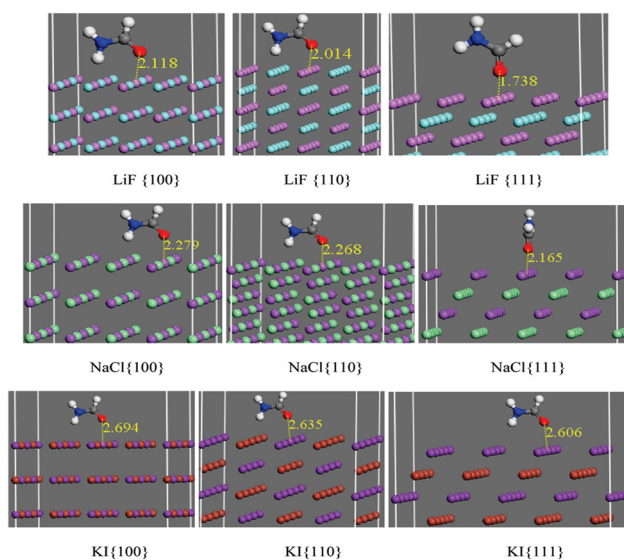 2.118
2.014
1.738
LiF {100}
LiF {110}
LiF {111}
2.279
2.268
2.165
NaCl{100}
NaCl{110}
NaCl{111}
2.694
2.635
2.606
KI{100}
KI{110}
KI{111}